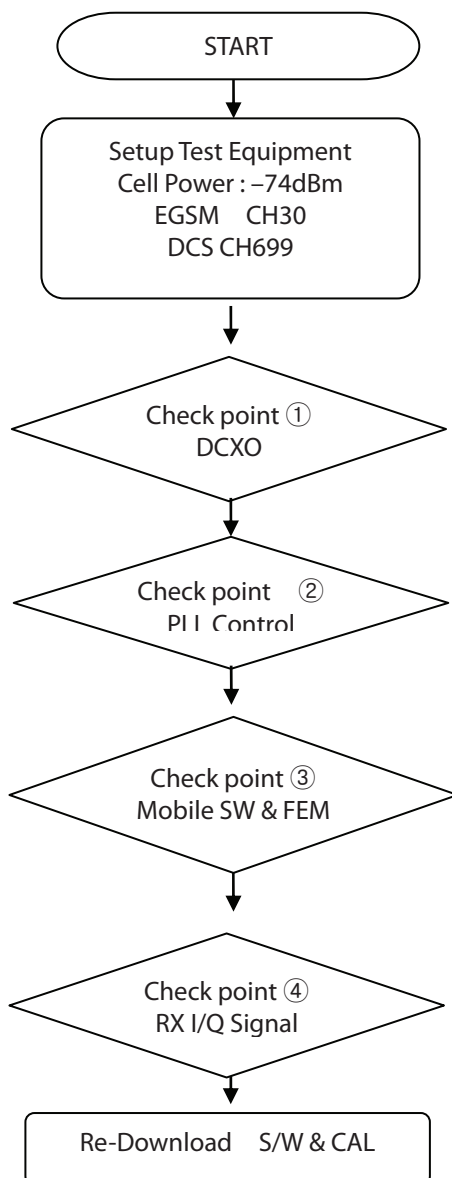 START
Setup Test Equipment
Cell Power : –74dBm
EGSM CH30
DCS CH699
Check point ①
DCXO
Check point ②
PLL Control
Check point ③
Mobile SW & FEM
Check point ④
RX I/Q Signal
Re-Download S/W & CAL